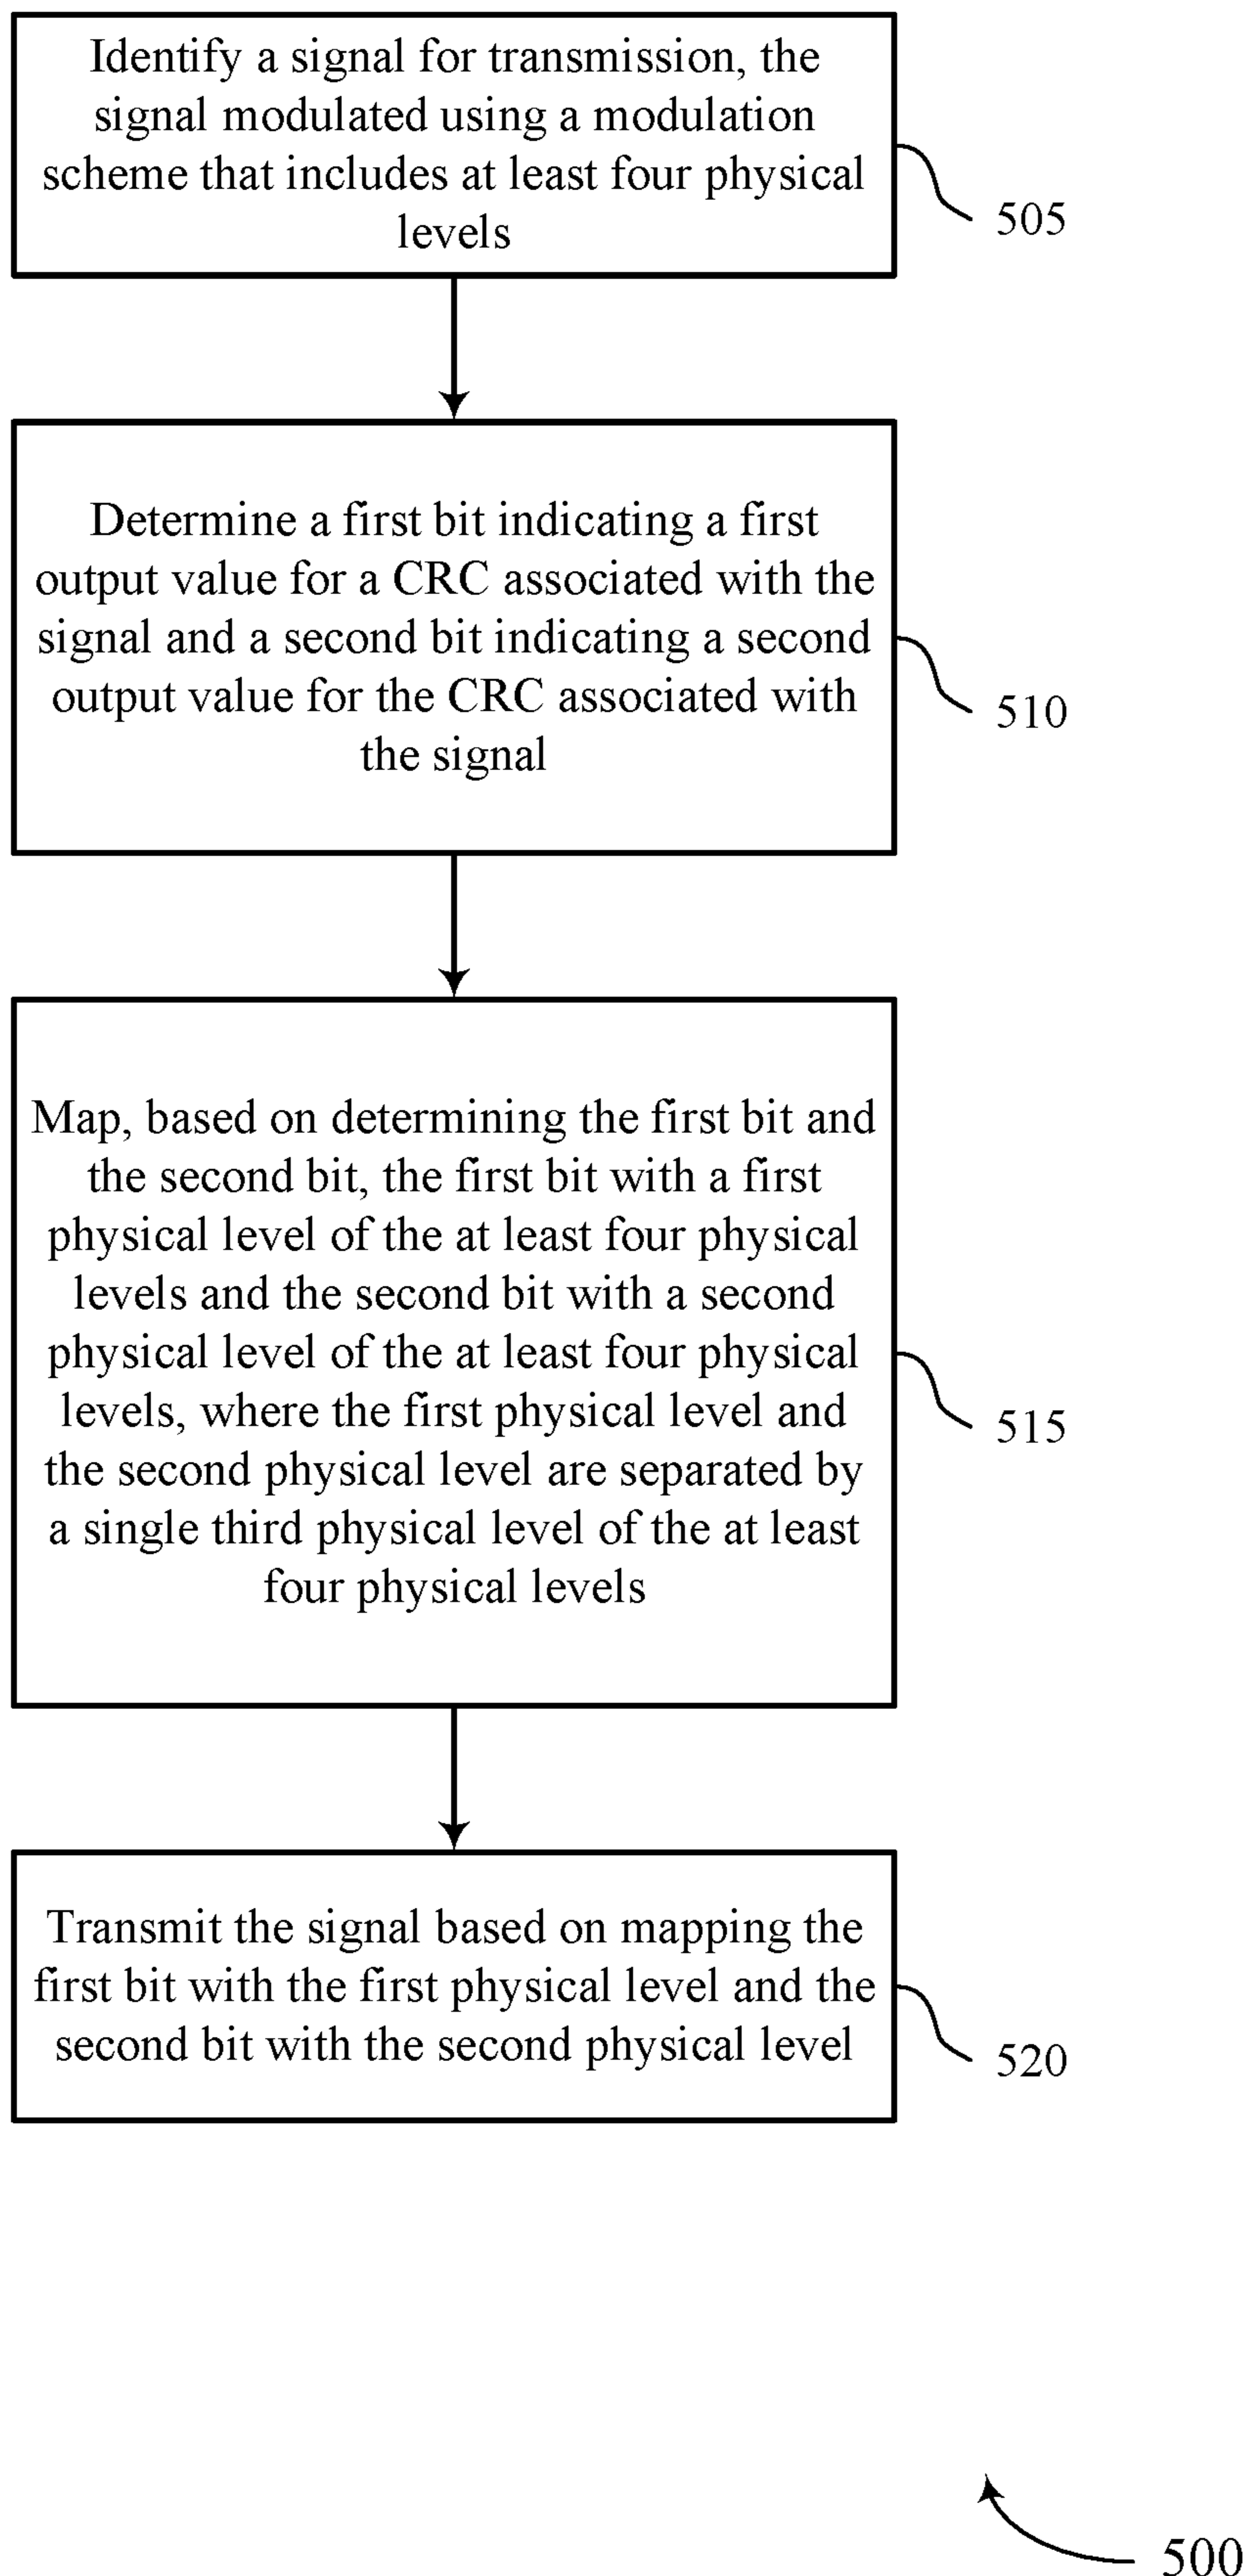 Identify a signal for transmission, the
signal modulated using a modulation
scheme that includes at least four physical
levels
505
Determine a first bit indicating a first
output value for a CRC associated with the
signal and a second bit indicating a second
output value for the CRC associated with
the signal
510
Map, based on determining the first bit and
the second bit, the first bit with a first
physical level of the at least four physical
levels and the second bit with a second
physical level of the at least four physical
levels, where the first physical level and
the second physical level are separated by
a single third physical level of the at least
four physical levels
515
Transmit the signal based on mapping the
first bit with the first physical level and the
second bit with the second physical level
520
500